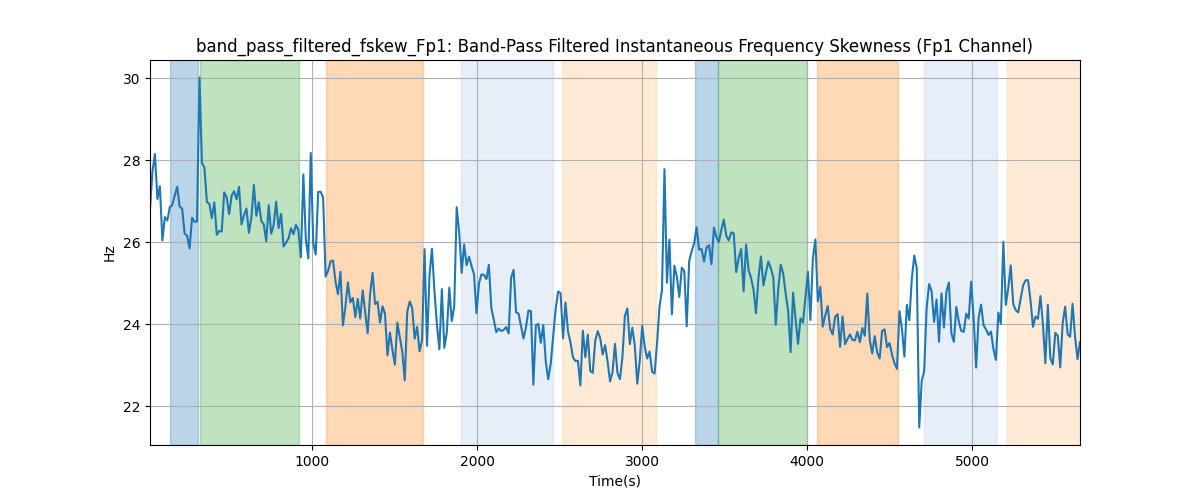 band_pass_filtered_fskew_Fp1: Band-Pass Filtered Instantaneous Frequency Skewness (Fp1 Channel)
30
28
26
24
22
Hz
1000 2000 3000 4000 5000
Time(s)